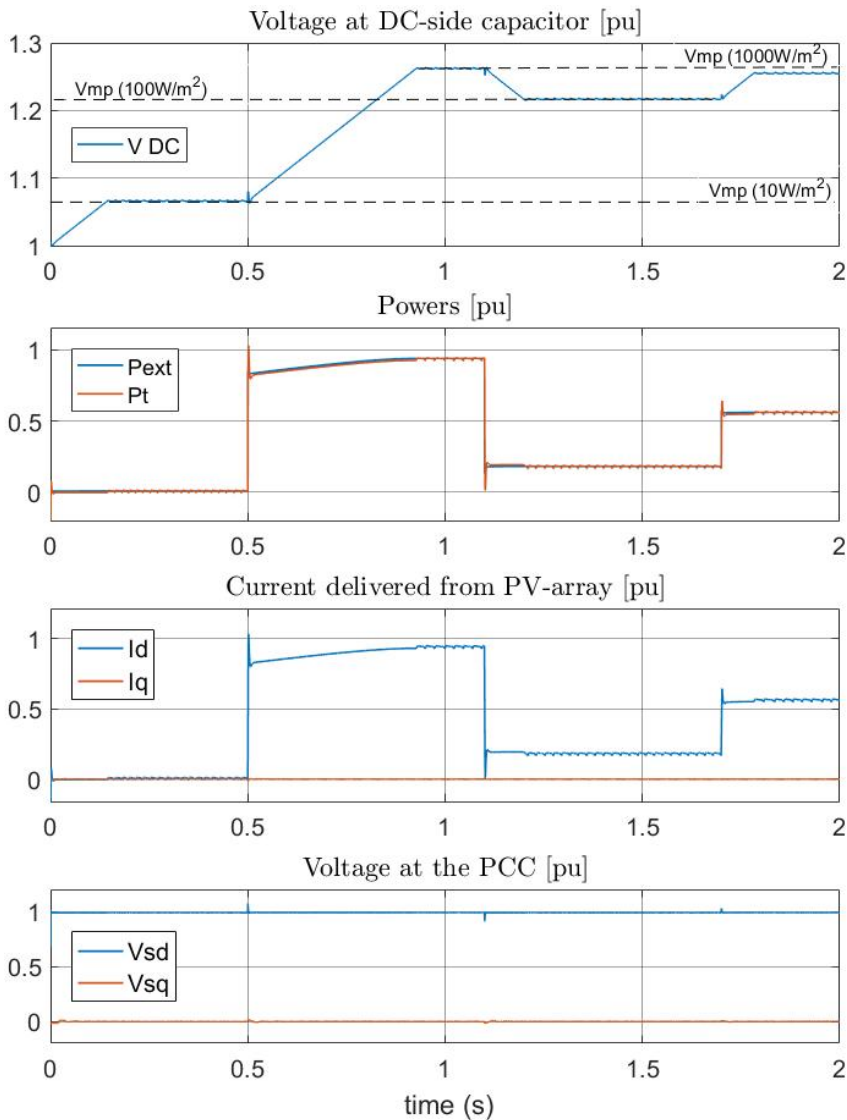 Voltage at DC-side capacitor [pu]
1.3
1.2
1.1
1
Vmp (1000W/m²)
Vmp (100W/m²)
V DC
Vmp (10W/m²)
0 0.5 1 1.5 2
Powers [pu]
1
0.5
0
Pext
Pt
0 0.5 1 1.5 2
Current delivered from PV-array [pu]
1
0.5
0
Id
Iq
0 0.5 1 1.5 2
Voltage at the PCC [pu]
1
0.5
0
Vsd
Vsq
0 0.5 1 1.5 2
time (s)